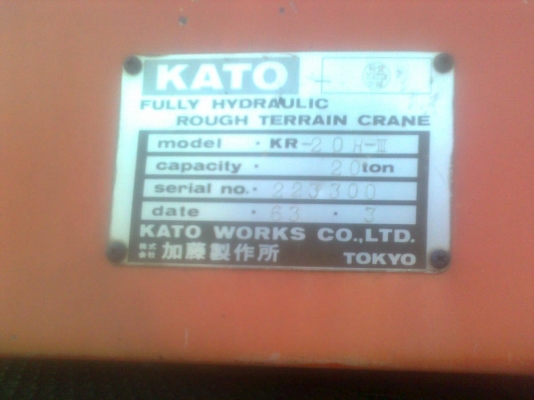 KATO
FULLY HYDRAULIC
ROUGH TERRAIN CRANE
model · KR-20H-III
capacity · 20ton
serial no. · 223300
date · 63 · 3
KATO WORKS CO.,LTD.
株式会社 加藤製作所 TOKYO